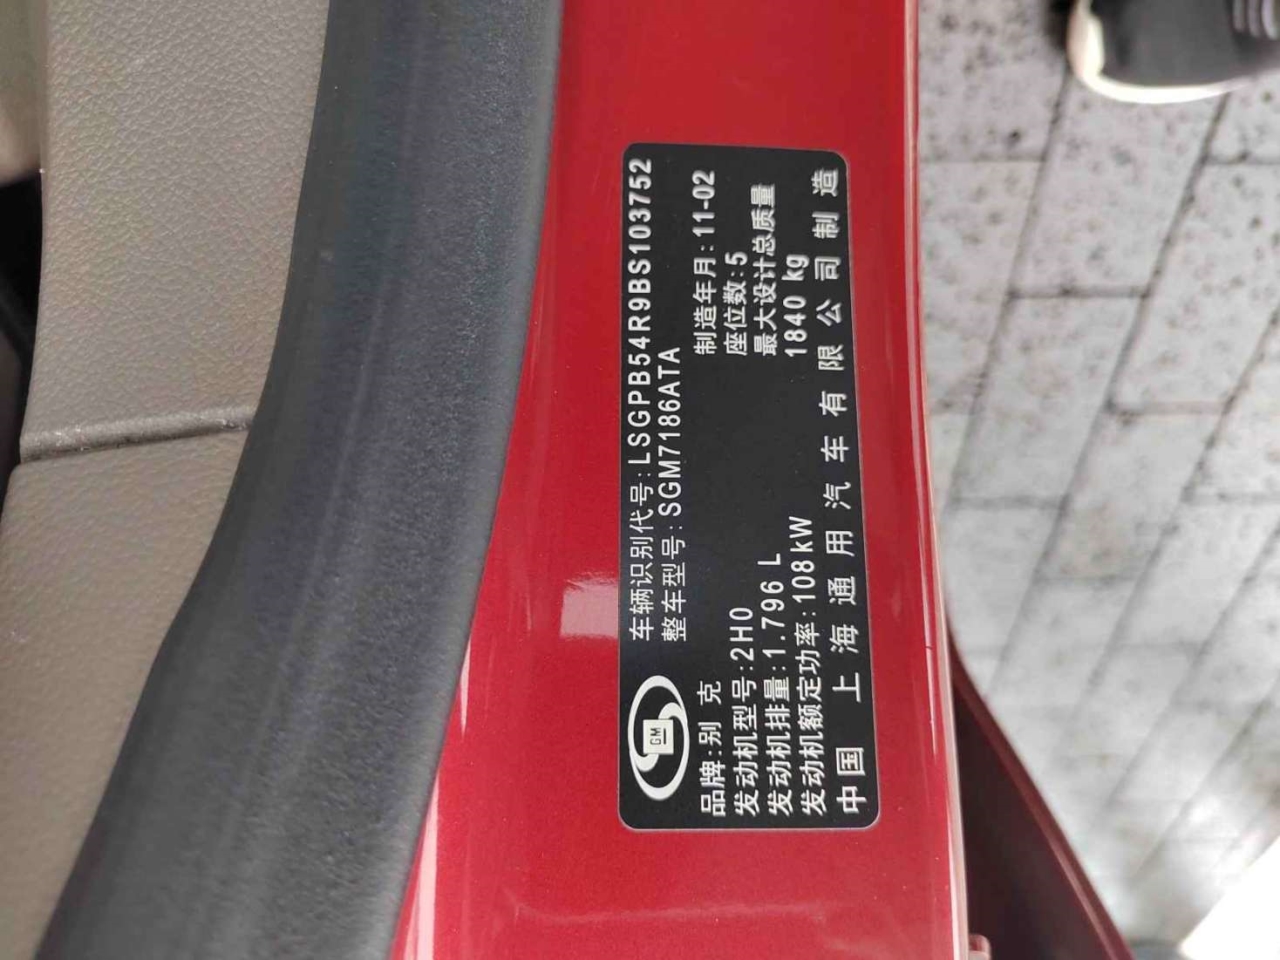 车辆识别代号:LSGPB54R9BS103752
整车型号:SGM7186ATA
GM
品牌:别克
制造年月:11-02
发动机型号:2H0
座位数:5
发动机排量:1.796 L
最大设计总质量
发动机额定功率:108kW
1840 kg
中国 上海通用汽车有限公司制造